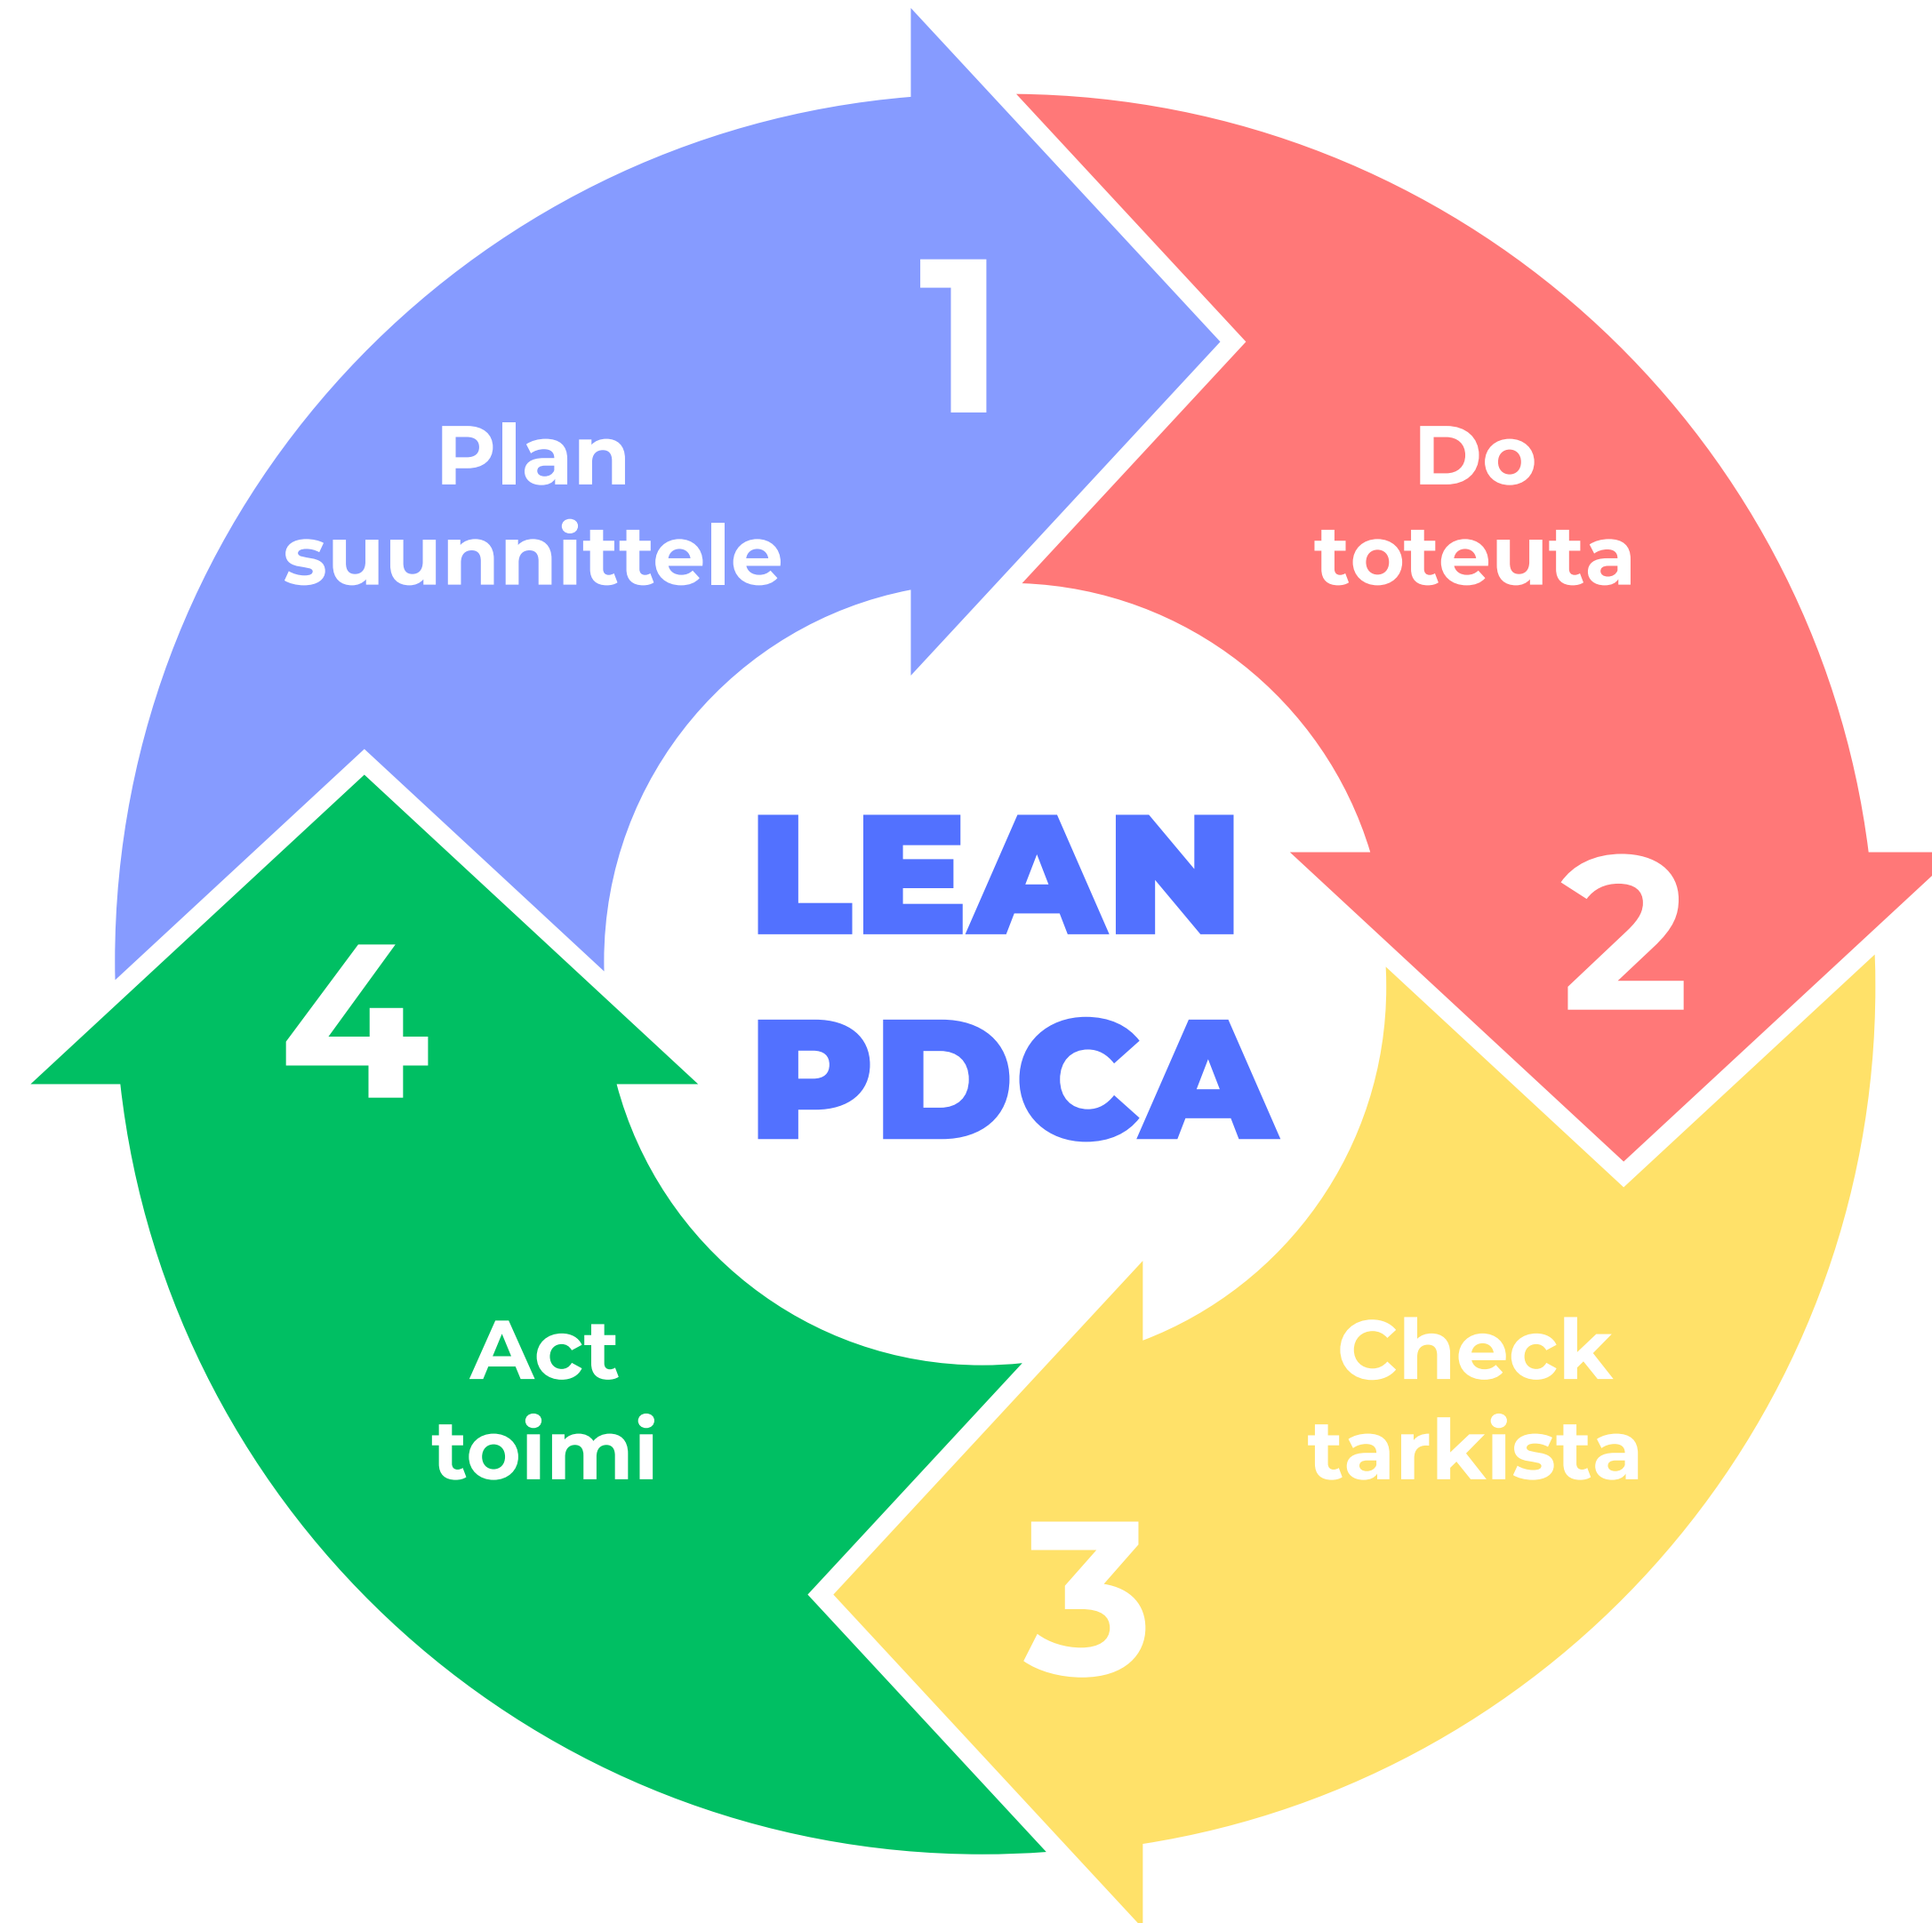 1
Plan
suunnittele
Do
toteuta
2
LEAN
PDCA
4
Act
toimi
Check
tarkista
3